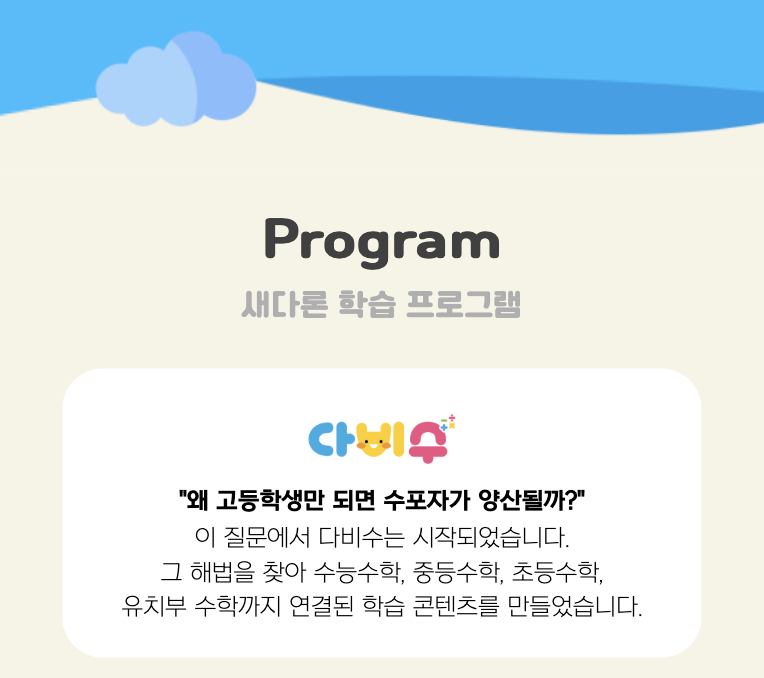 Program
새다론 학습 프로그램
다비수
"왜 고등학생만 되면 수포자가 양산될까?"
이 질문에서 다비수는 시작되었습니다.
그 해법을 찾아 수능수학, 중등수학, 초등수학,
유치부 수학까지 연결된 학습 콘텐츠를 만들었습니다.